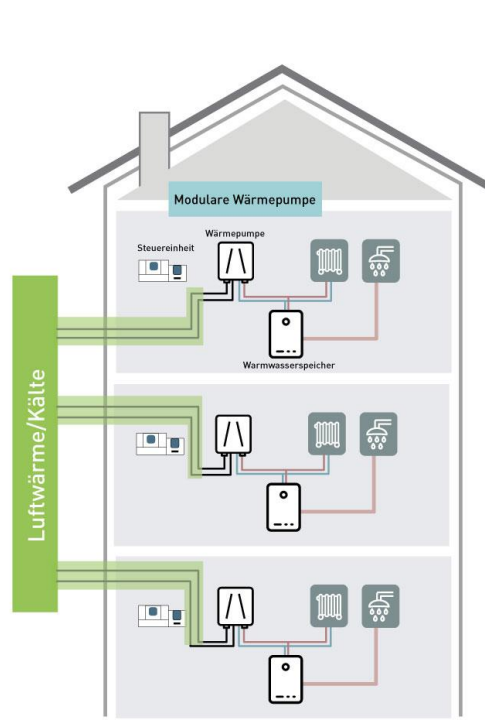 Modulare Wärmepumpe
Wärmepumpe
Steuereinheit
Warmwasserspeicher
Luftwärme/Kälte